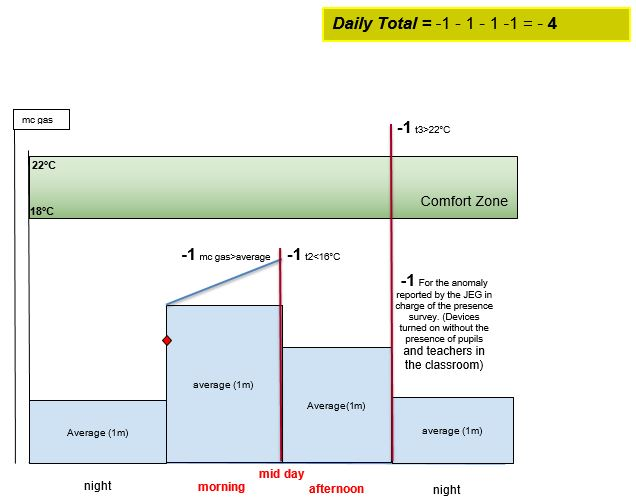 Daily Total = -1 - 1 - 1 -1 = - 4
mc gas
-1 t3>22°C
22°C
18°C
Comfort Zone
-1 mc gas>average
-1 t2<16°C
-1 For the anomaly
reported by the JEG in
charge of the presence
survey. (Devices
turned on without the
presence of pupils
and teachers in
the classroom)
average (1m)
Average(1m)
Average (1m)
average (1m)
night
morning
mid day
afternoon
night